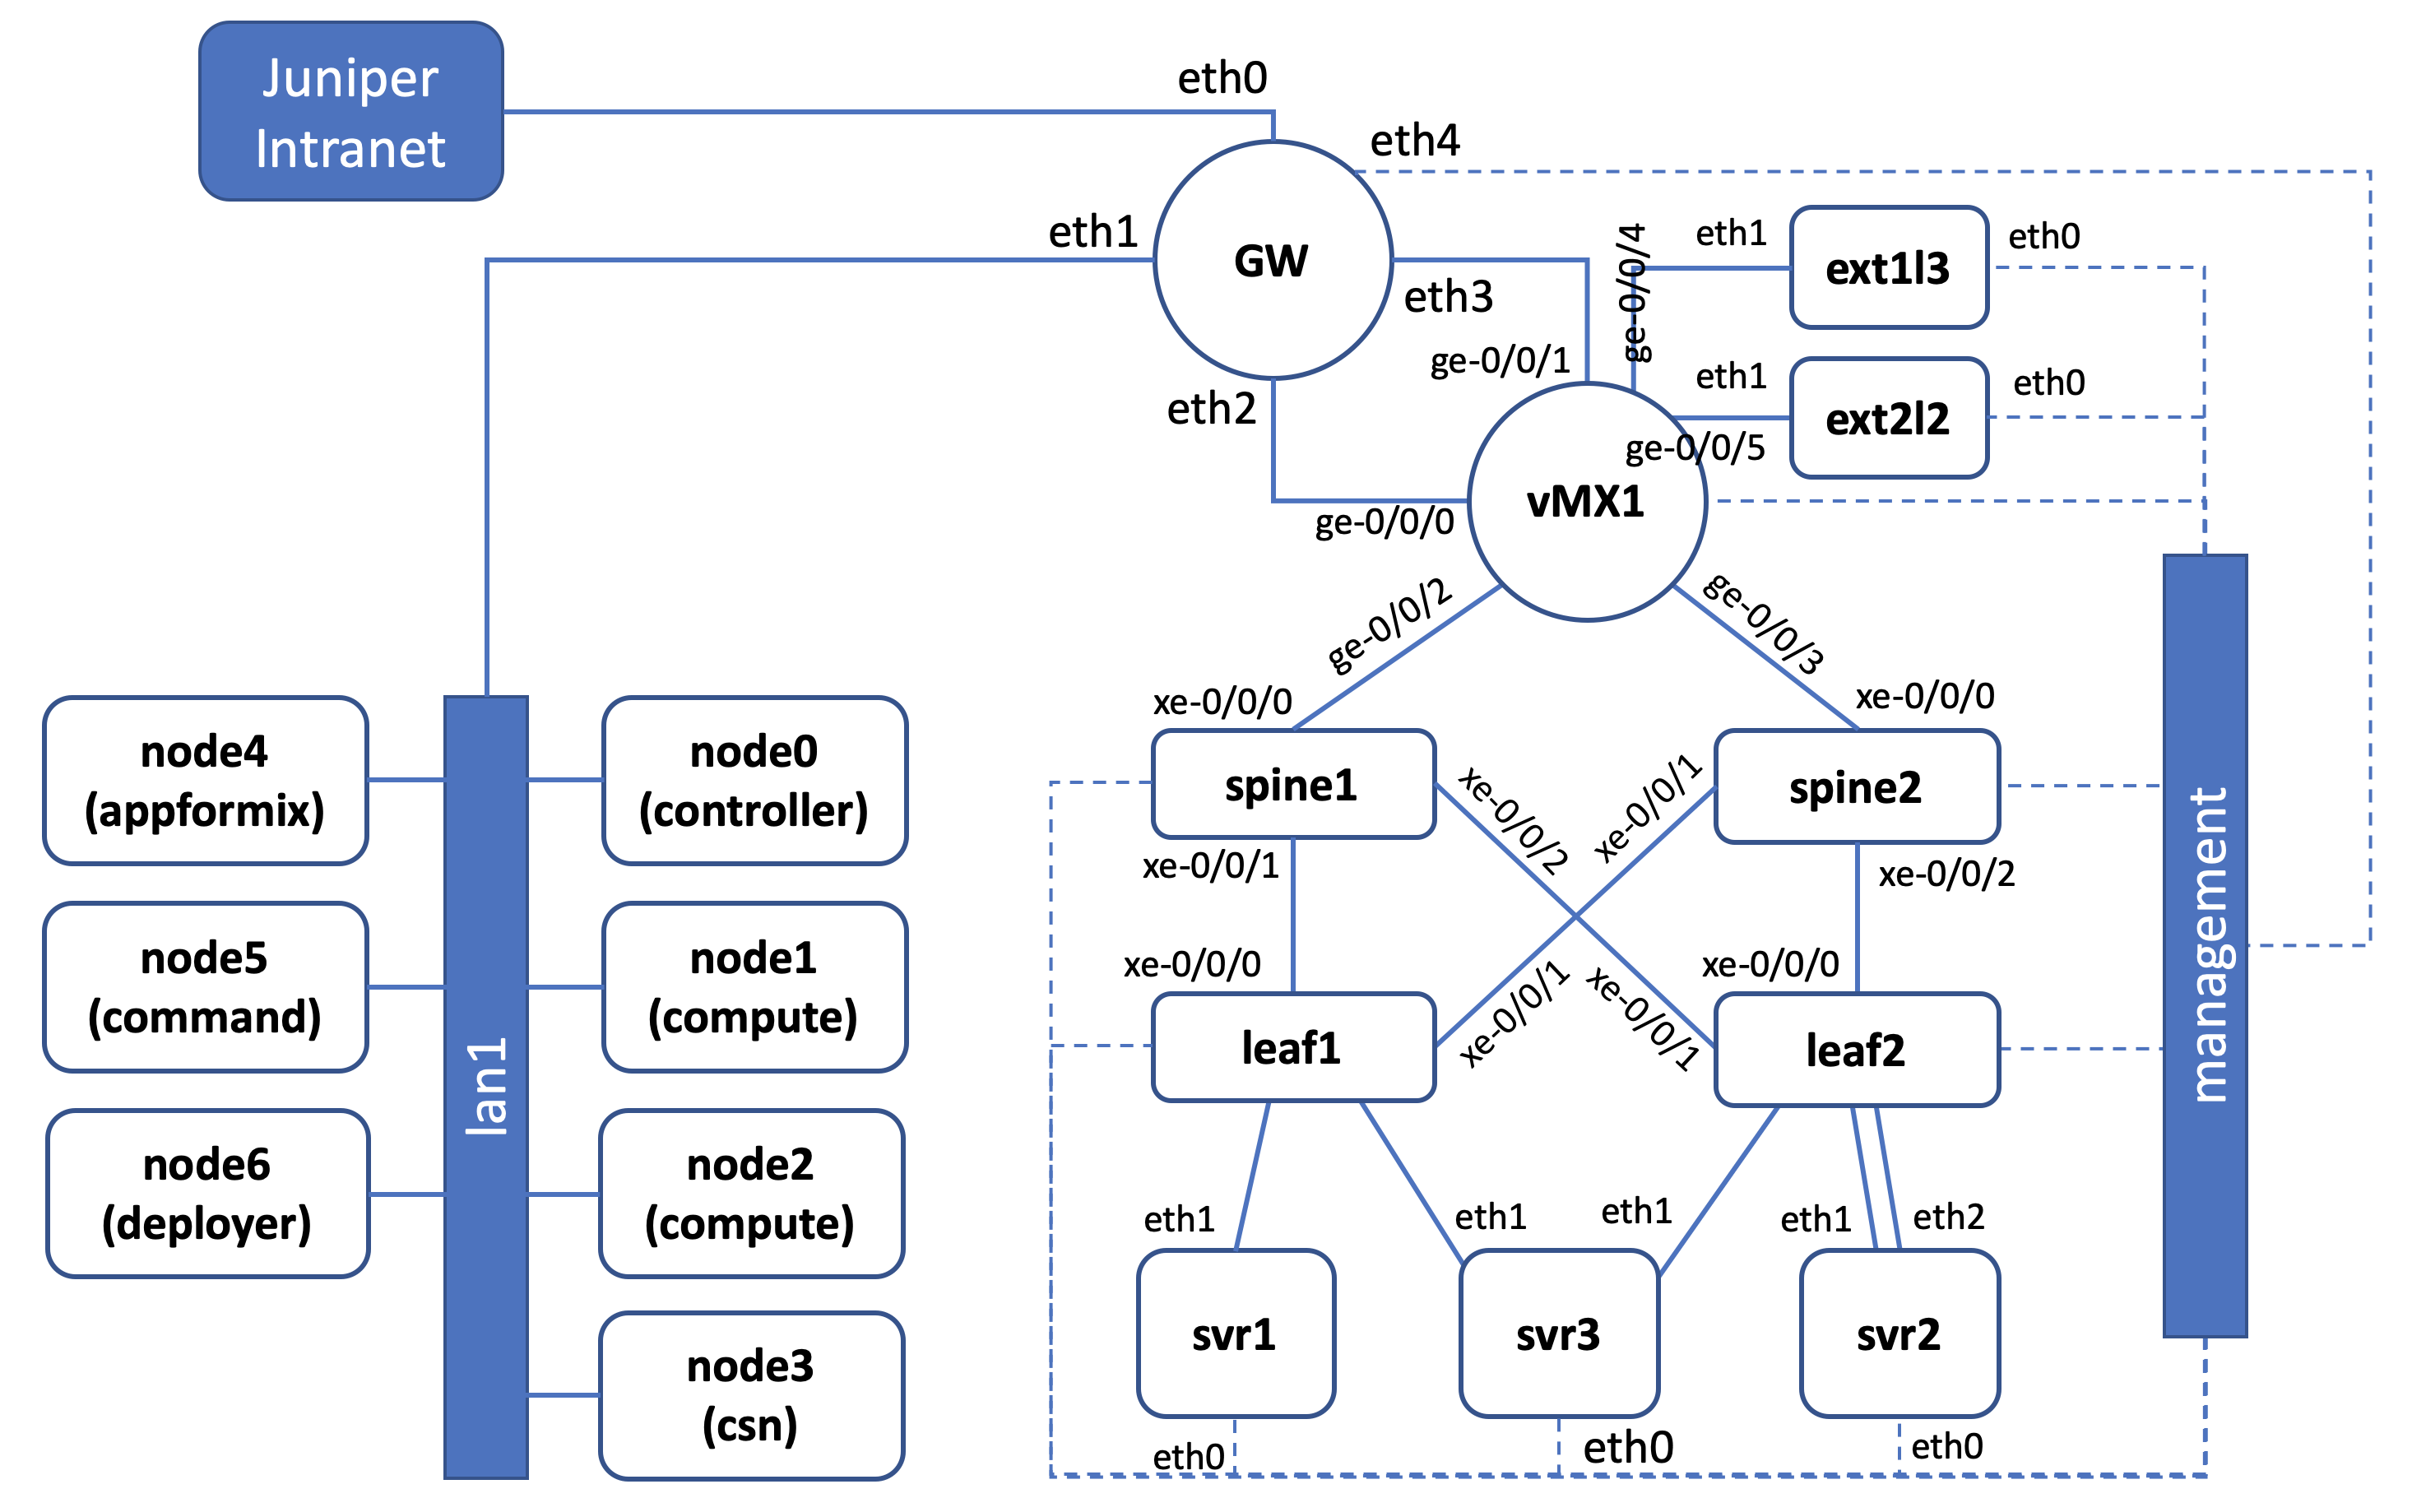 Juniper
Intranet
eth0
eth4
eth1
GW
eth3
eth2
ge-0/0/1
ge-0/0/4
eth1
ext1l3
eth0
eth1
ext2l2
eth0
ge-0/0/5
vMX1
ge-0/0/0
ge-0/0/2
ge-0/0/3
xe-0/0/0
xe-0/0/0
spine1
spine2
xe-0/0/2
xe-0/0/1
xe-0/0/1
xe-0/0/2
xe-0/0/0
xe-0/0/0
xe-0/0/1
xe-0/0/1
leaf1
leaf2
management
eth1
eth1
eth1
eth1
eth2
svr1
svr3
svr2
eth0
eth0
eth0
node4
(appformix)
node0
(controller)
node5
(command)
node1
(compute)
lan1
node6
(deployer)
node2
(compute)
node3
(csn)